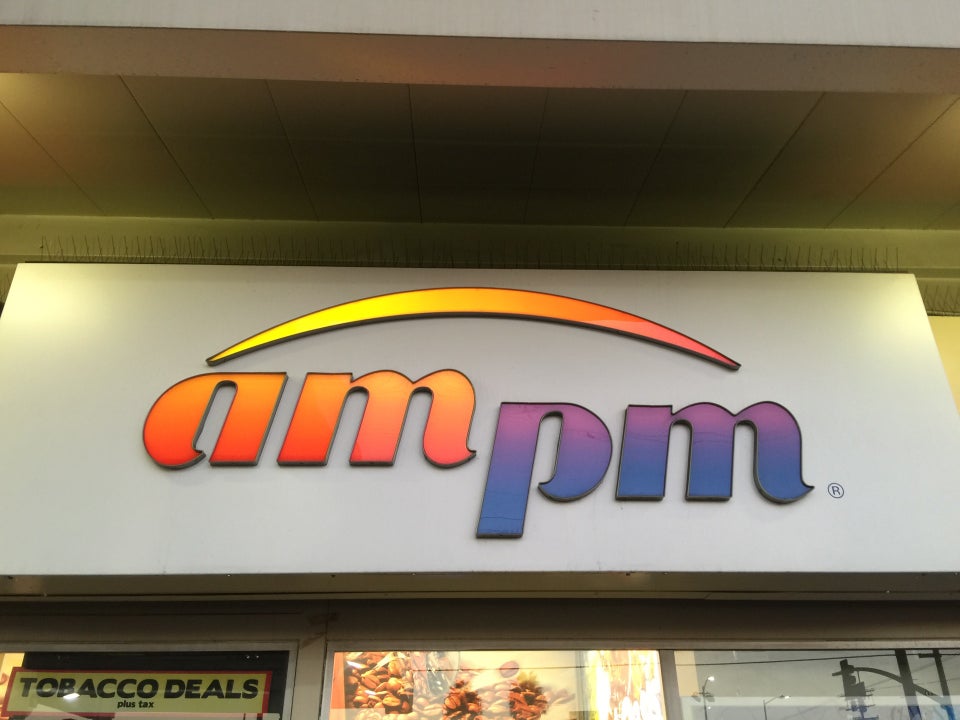 ampm®
TOBACCO DEALS
plus tax